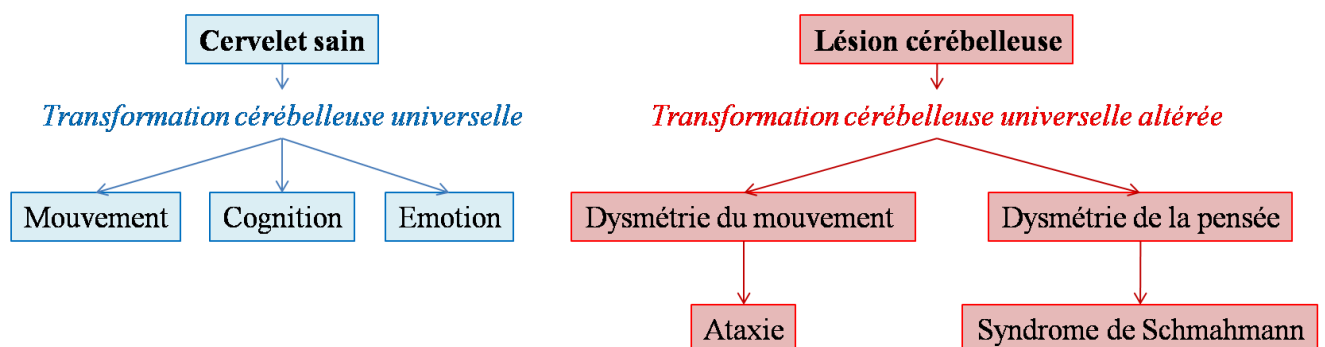 Cervelet sain
Transformation cérébelleuse universelle
Mouvement
Cognition
Emotion
Lésion cérébelleuse
Transformation cérébelleuse universelle altérée
Dysmétrie du mouvement
Dysmétrie de la pensée
Ataxie
Syndrome de Schmahmann